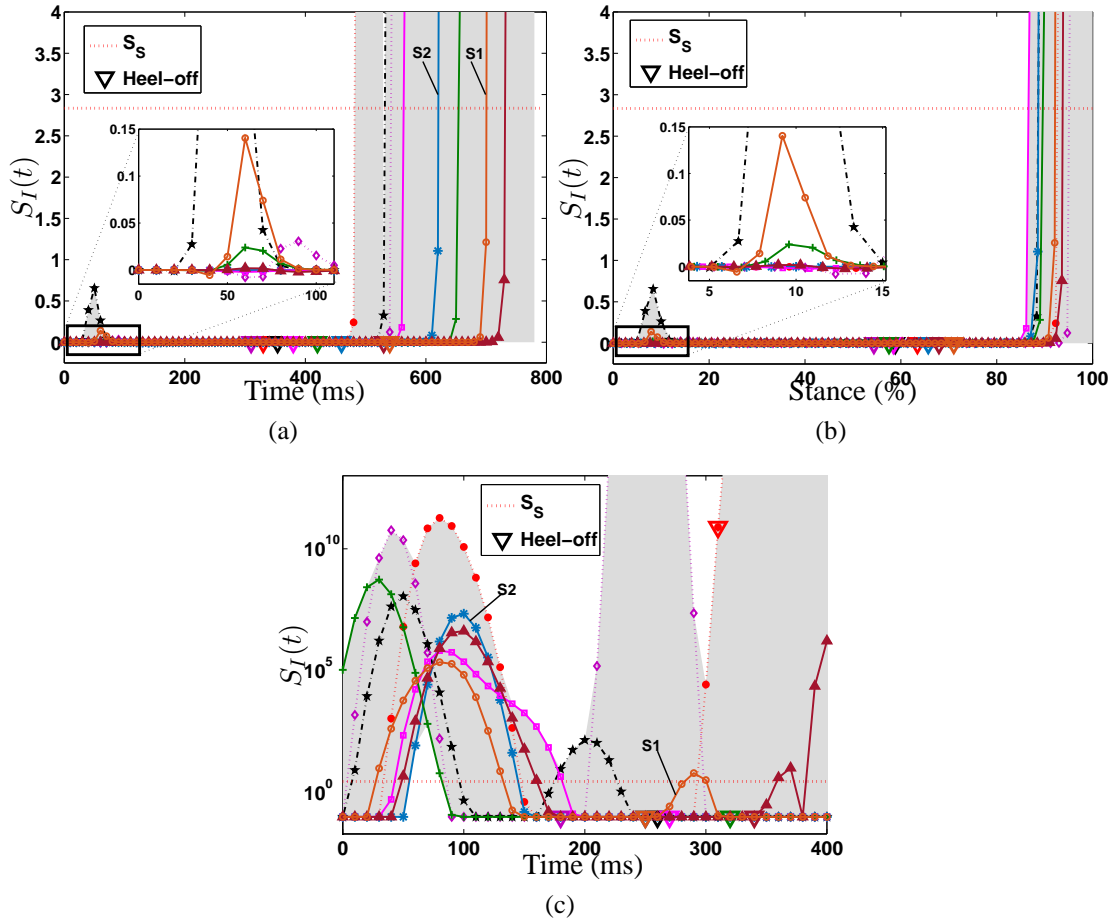 4
3.5
3
2.5
2
1.5
1
0.5
0
S_I(t)
S_S
Heel-off
S2
S1
0.15
0.1
0.05
0
0
50
100
0
200
400
600
800
Time (ms)
(a)
4
3.5
3
2.5
2
1.5
1
0.5
0
S_I(t)
S_S
Heel-off
0.15
0.1
0.05
0
5
10
15
0
20
40
60
80
100
Stance (%)
(b)
10^10
10^5
10^0
S_I(t)
S_S
Heel-off
S2
S1
0
100
200
300
400
Time (ms)
(c)